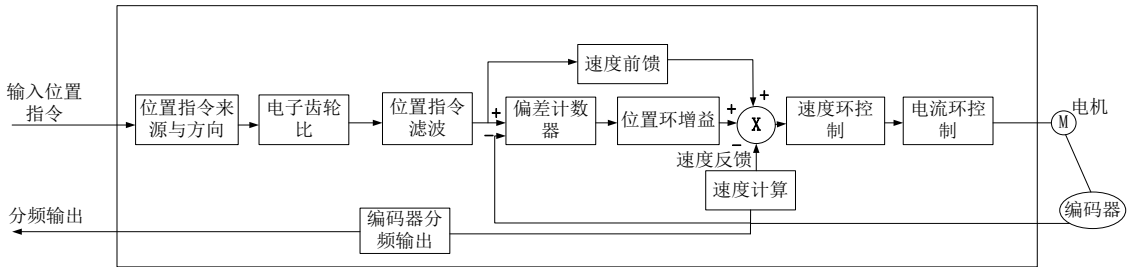 输入位置
指令
位置指令来
源与方向
电子齿轮
比
位置指令
滤波
速度前馈
+
-
偏差计数
器
位置环增益
+
+
-
X
速度反馈
速度计算
速度环控
制
电流环控
制
M
电机
编码器
编码器分
频输出
分频输出